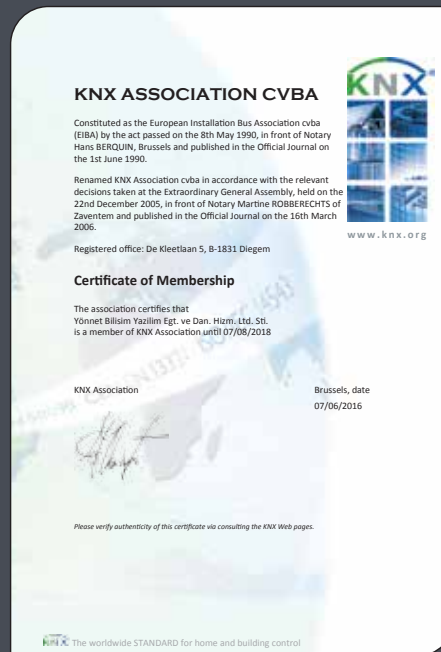 KNX
KNX ASSOCIATION CVBA
Constituted as the European Installation Bus Association cvba
(EIBA) by the act passed on the 8th May 1990, in front of Notary
Hans BERQUIN, Brussels and published in the Official Journal on
the 1st June 1990.
Renamed KNX Association cvba in accordance with the relevant
decisions taken at the Extraordinary General Assembly, held on the
22nd December 2005, in front of Notary Martine ROBBERECHTS of
Zaventem and published in the Official Journal on the 16th March
2006.
www.knx.org
Registered office: De Kleetlaan 5, B-1831 Diegem
Certificate of Membership
The association certifies that
Yönnet Bilisim Yazilim Egt. ve Dan. Hizm. Ltd. Sti.
is a member of KNX Association until 07/08/2018
KNX Association
Brussels, date
07/06/2016
Please verify authenticity of this certificate via consulting the KNX Web pages.
KNX The worldwide STANDARD for home and building control